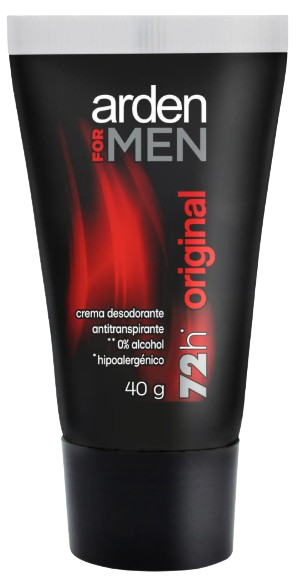 arden
FOR MEN
original
72h*
crema desodorante
antitranspirante
**0% alcohol
*hipoalergénico
40 g